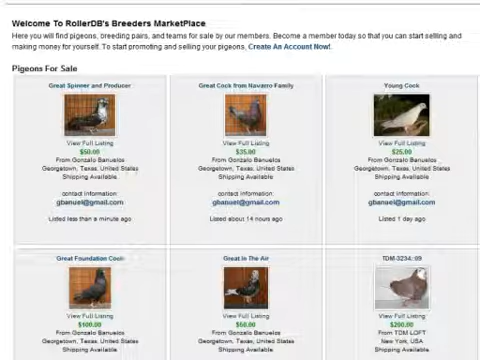 Welcome To RollerDB's Breeders MarketPlace
Here you will find pigeons, breeding pairs, and teams for sale by our members. Become a member today so that you can start selling and
making money for yourself. To start promoting and selling your pigeons, Create An Account Now!.
Pigeons For Sale
Great Spinner and Producer
View Full Listing
$50.00
From Gonzalo Banuelos
Georgetown, Texas, United States
Shipping Available
contact information:
gbanuel@gmail.com
Listed less than a minute ago
Great Cock from Navarro Family
View Full Listing
$35.00
From Gonzalo Banuelos
Georgetown, Texas, United States
Shipping Available
contact information:
gbanuel@gmail.com
Listed about 14 hours ago
Young Cock
View Full Listing
$25.00
From Gonzalo Banuelos
Georgetown, Texas, United States
Shipping Available
contact information:
gbanuel@gmail.com
Listed 1 day ago
Great Foundation Cock
View Full Listing
$100.00
From Gonzalo Banuelos
Georgetown, Texas, United States
Shipping Available
Great In The Air
View Full Listing
$60.00
From Gonzalo Banuelos
Georgetown, Texas, United States
Shipping Available
View Full Listing
$200.00
From TDM LOFT
New York, USA
Shipping Available